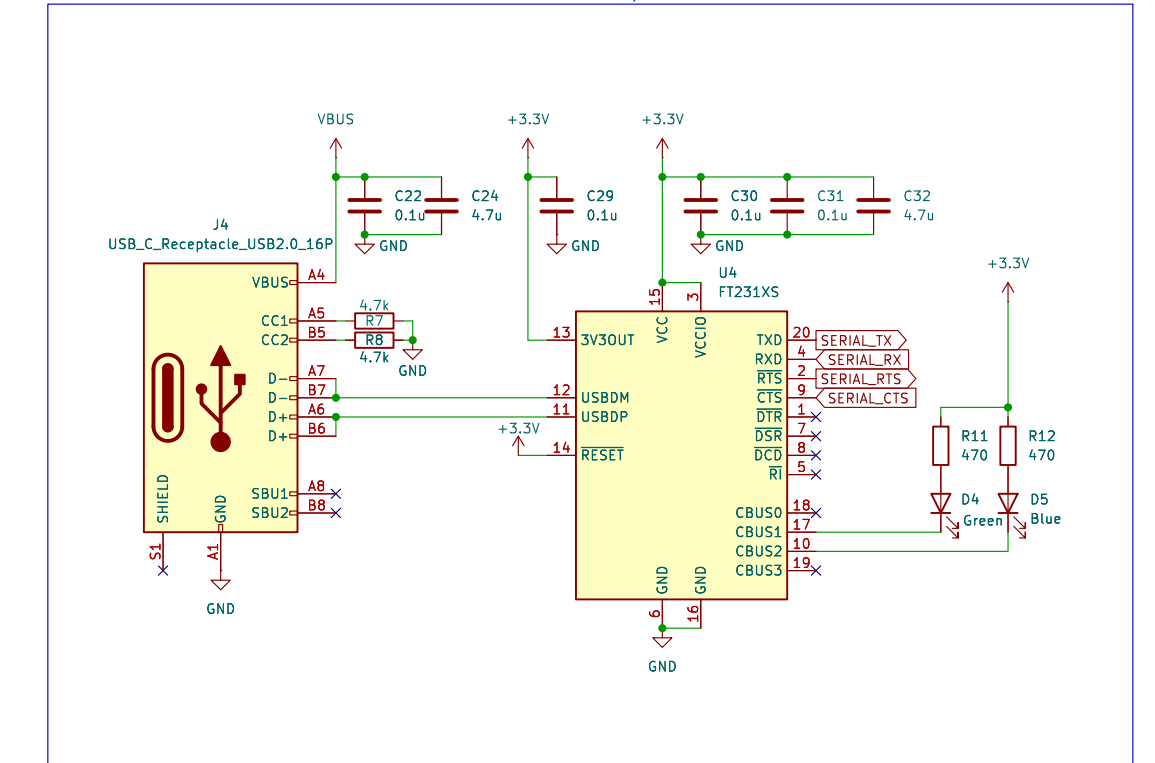 VBUS
+3.3V
+3.3V
C22
0.1u
C24
4.7u
C29
0.1u
C30
0.1u
C31
0.1u
C32
4.7u
GND
GND
GND
J4
USB_C_Receptacle_USB2.0_16P
VBUS
A4
CC1
A5
CC2
B5
D-
A7
D-
B7
D+
A6
D+
B6
SBU1
A8
SBU2
B8
SHIELD
S1
GND
A1
GND
4.7k
R7
R8
4.7k
GND
U4
FT231XS
15
VCC
3
VCCIO
13
3V3OUT
12
USBDM
11
USBDP
+3.3V
14
RESET
TXD
20
SERIAL_TX
RXD
4
SERIAL_RX
RTS
2
SERIAL_RTS
CTS
9
SERIAL_CTS
DTR
1
DSR
7
DCD
8
RI
5
CBUS0
18
CBUS1
17
CBUS2
10
CBUS3
19
GND
6
GND
16
GND
+3.3V
R11
470
R12
470
D4
Green
D5
Blue